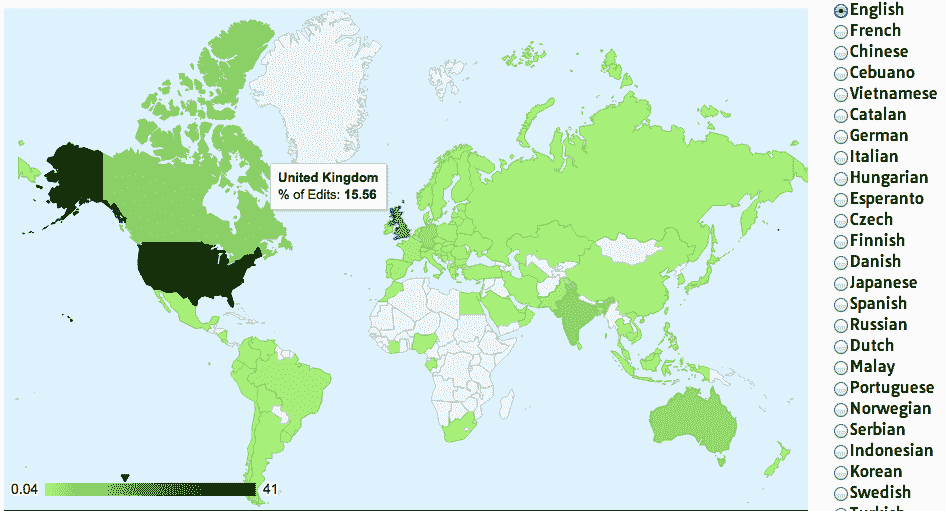 United Kingdom
% of Edits: 15.56
0.04
41
English
French
Chinese
Cebuano
Vietnamese
Catalan
German
Italian
Hungarian
Esperanto
Czech
Finnish
Danish
Japanese
Spanish
Russian
Dutch
Malay
Portuguese
Norwegian
Serbian
Indonesian
Korean
Swedish